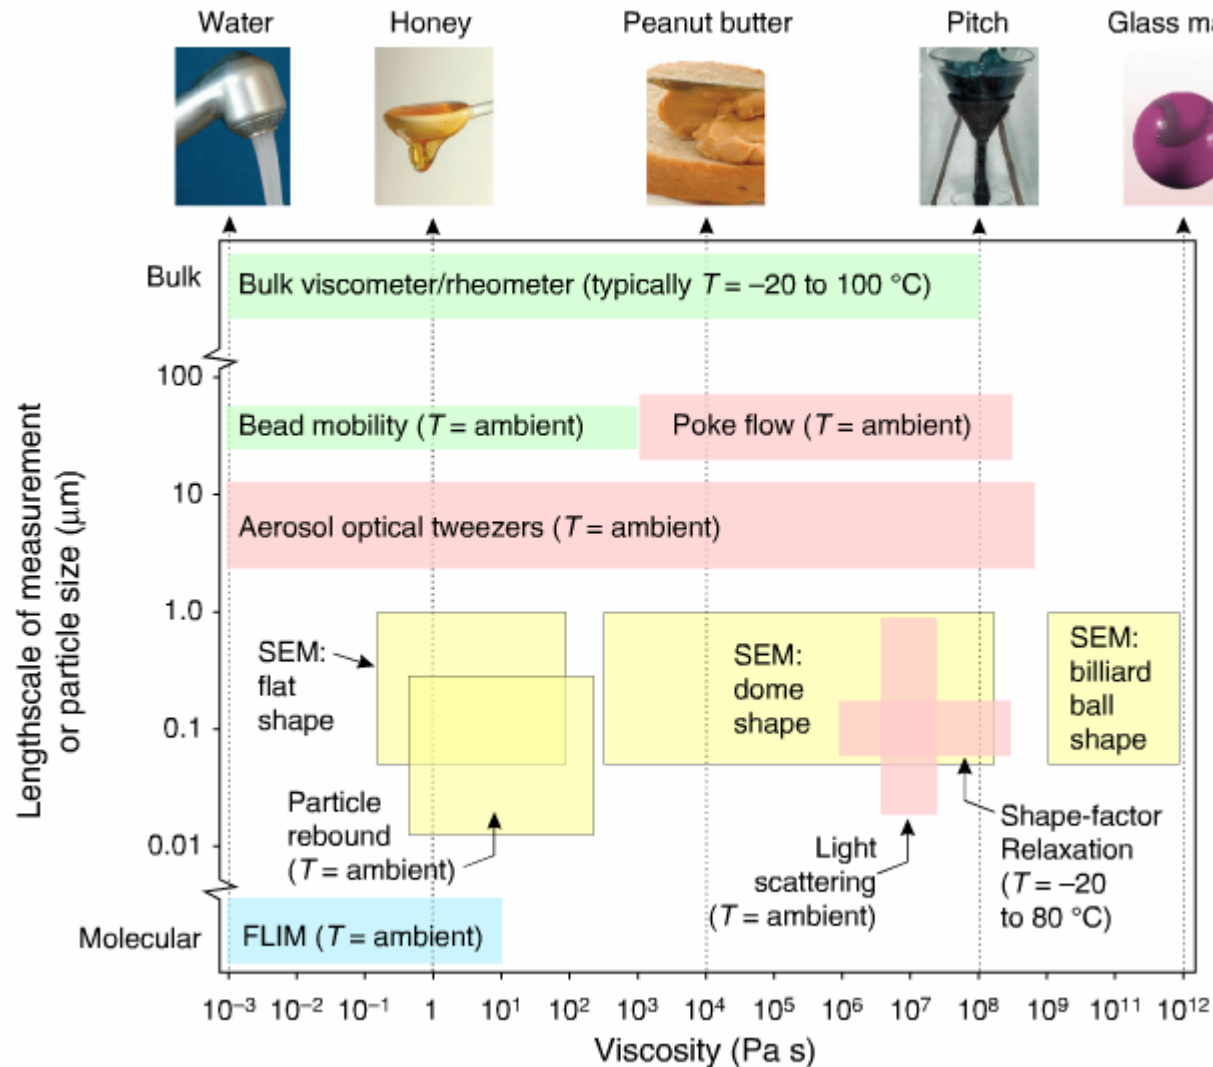 Water Honey Peanut butter Pitch Glass ma
Bulk
Bulk viscometer/rheometer (typically T = –20 to 100 °C)
100
Bead mobility (T = ambient)
Poke flow (T = ambient)
10
Aerosol optical tweezers (T = ambient)
1.0
SEM:
flat
shape
SEM:
dome
shape
SEM:
billiard
ball
shape
0.1
Particle
rebound
(T = ambient)
Light
scattering
(T = ambient)
Shape-factor
Relaxation
(T = –20
to 80 °C)
0.01
Molecular
FLIM (T = ambient)
Lengthscale of measurement
or particle size (μm)
10⁻³ 10⁻² 10⁻¹ 1 10¹ 10² 10³ 10⁴ 10⁵ 10⁶ 10⁷ 10⁸ 10⁹ 10¹¹ 10¹²
Viscosity (Pa s)